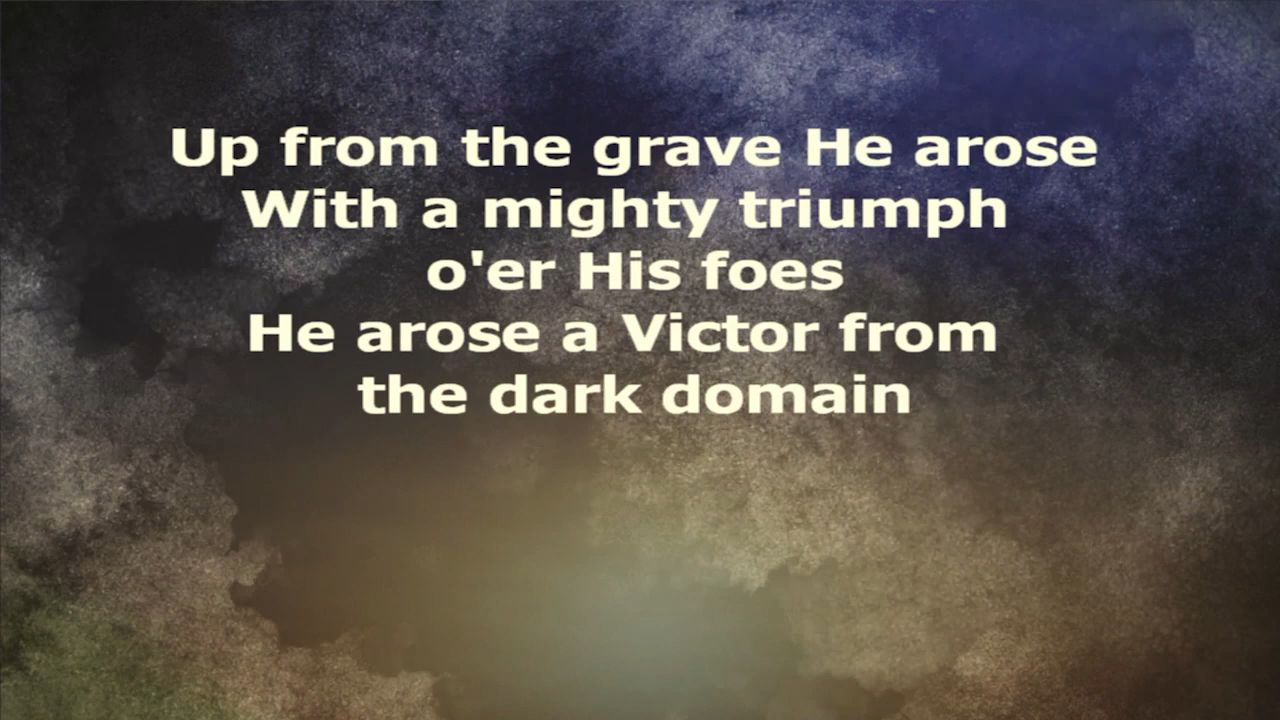 Up from the grave He arose
With a mighty triumph
o'er His foes
He arose a Victor from
the dark domain